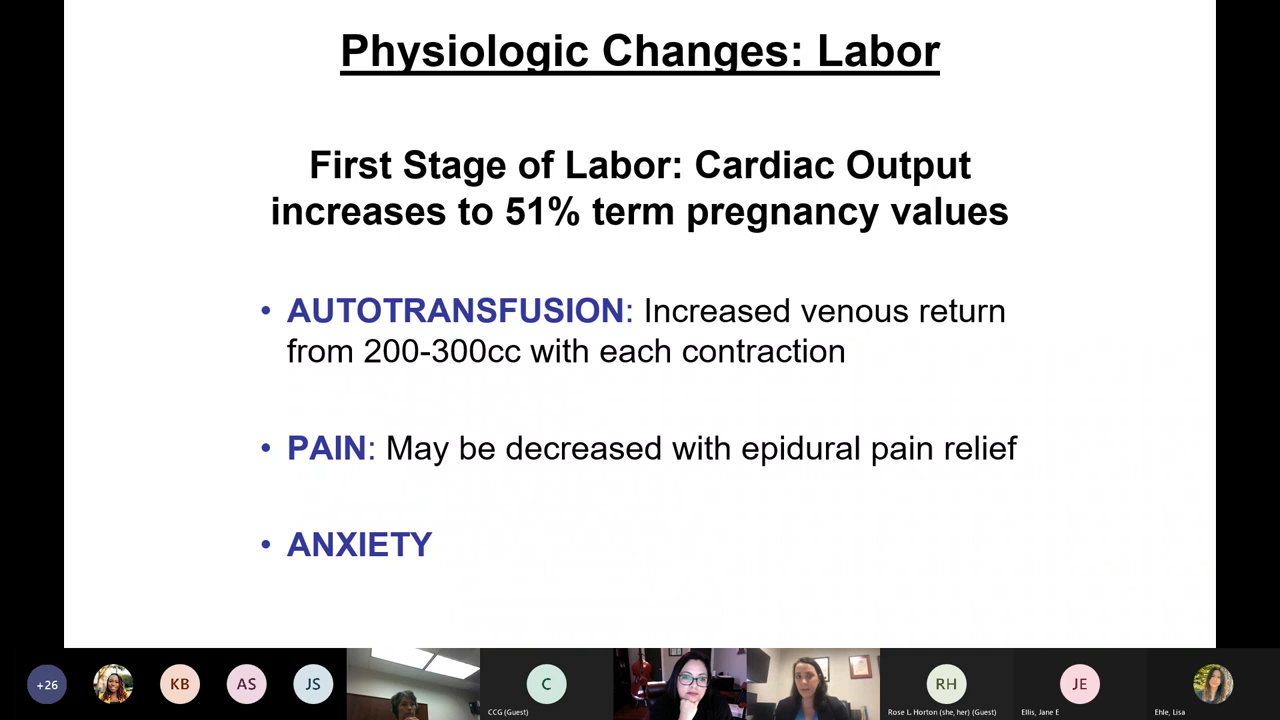 Physiologic Changes: Labor
First Stage of Labor: Cardiac Output
increases to 51% term pregnancy values
• AUTOTRANSFUSION: Increased venous return
from 200-300cc with each contraction
• PAIN: May be decreased with epidural pain relief
• ANXIETY
+26
KB
AS
JS
C
CCG (Guest)
RH
Rose L. Horton (she, her) (Guest)
JE
Ellis, Jane E
Ehle, Lisa